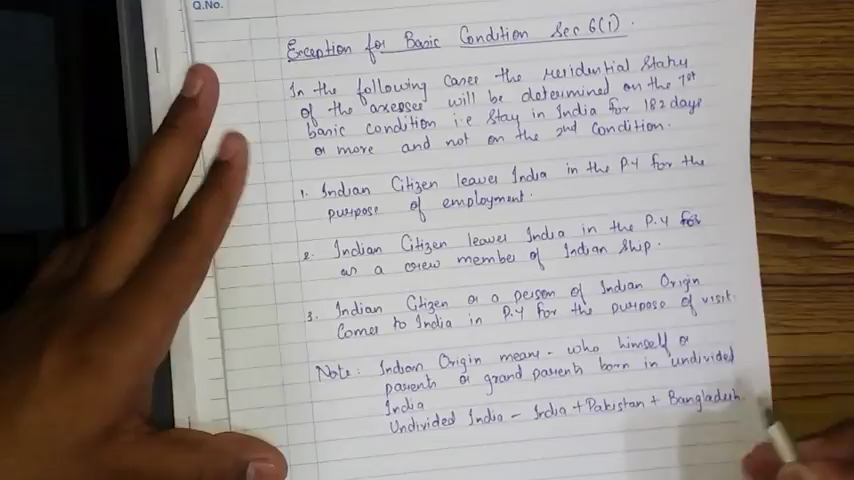 Q.No.
Exception for Basic Condition Sec 6(1).
In the following cases the residential status
of the assessee will be determined on the 1st
basic condition i.e stay in India for 182 days
or more and not on the 2nd condition.
1. Indian Citizen leaves India in the P.Y for the
purpose of employment.
2. Indian Citizen leaves India in the P.Y for
as a crew member of Indian Ship.
3. Indian Citizen or a person of Indian Origin
Comes to India in P.Y for the purpose of visit.
Note: Indian Origin means - who himself or
parents or grand parents born in undivided
India
Undivided India - India + Pakistan + Bangladesh.